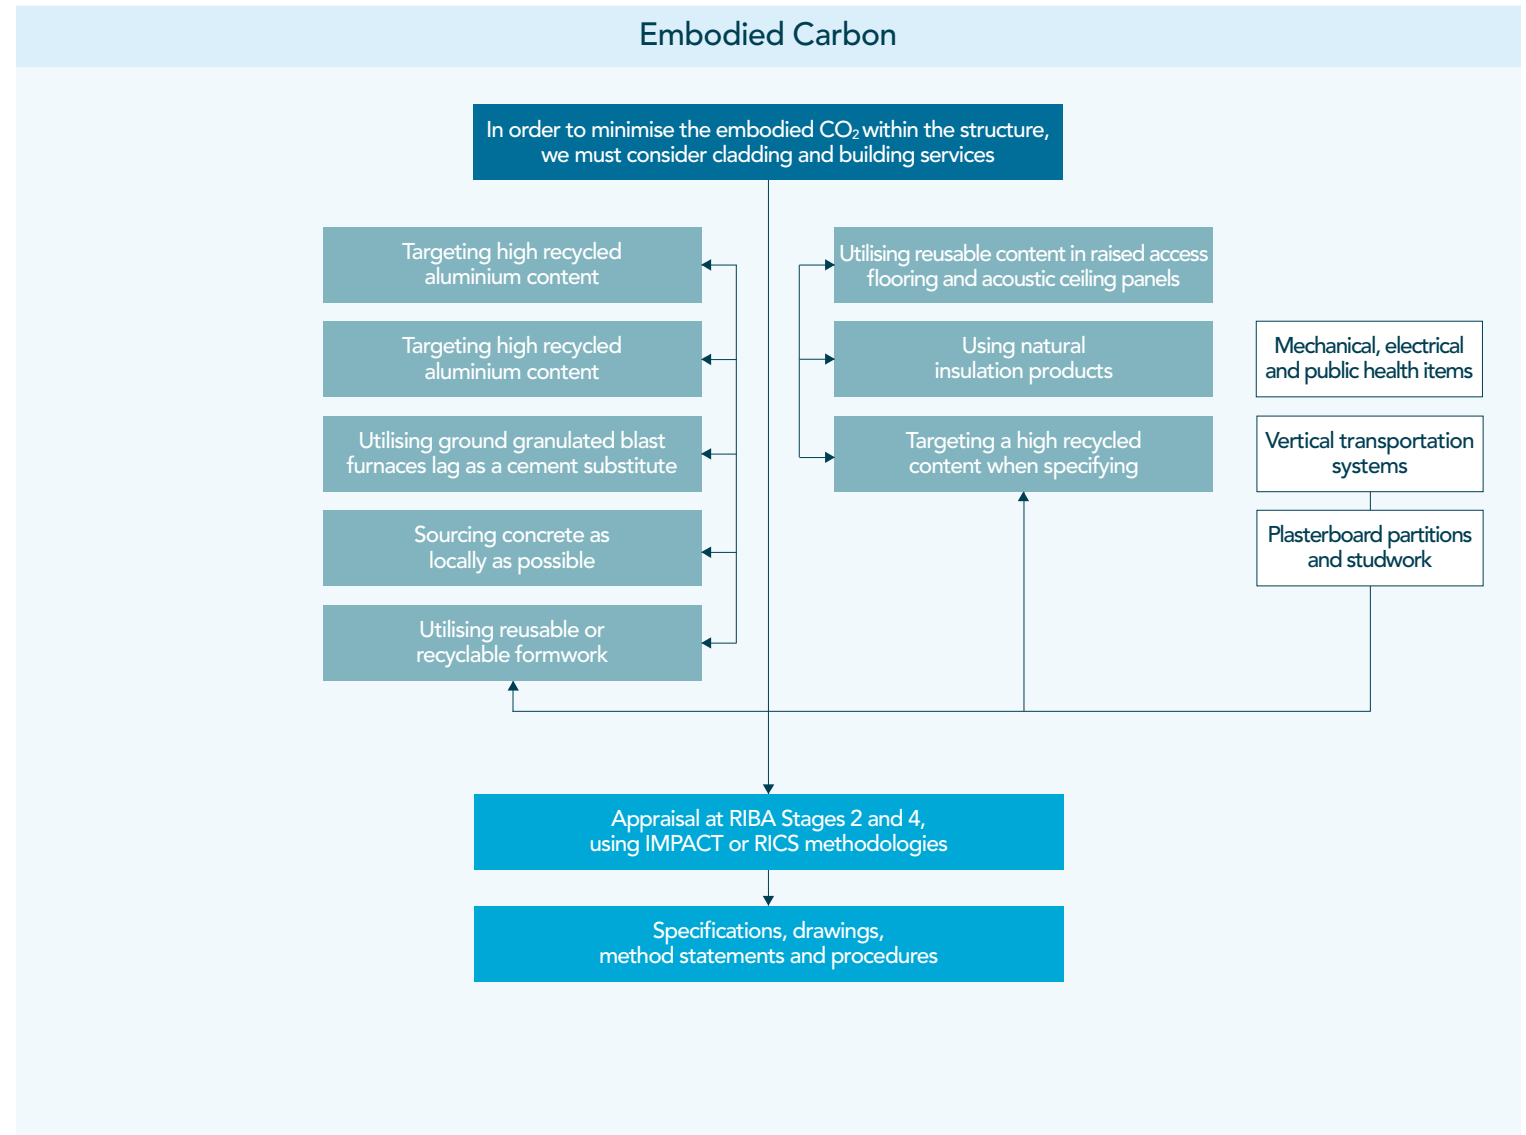 Embodied Carbon
In order to minimise the embodied CO₂ within the structure,
we must consider cladding and building services
Targeting high recycled
aluminium content
Targeting high recycled
aluminium content
Utilising ground granulated blast
furnaces lag as a cement substitute
Sourcing concrete as
locally as possible
Utilising reusable or
recyclable formwork
Utilising reusable content in raised access
flooring and acoustic ceiling panels
Using natural
insulation products
Targeting a high recycled
content when specifying
Mechanical, electrical
and public health items
Vertical transportation
systems
Plasterboard partitions
and studwork
Appraisal at RIBA Stages 2 and 4,
using IMPACT or RICS methodologies
Specifications, drawings,
method statements and procedures